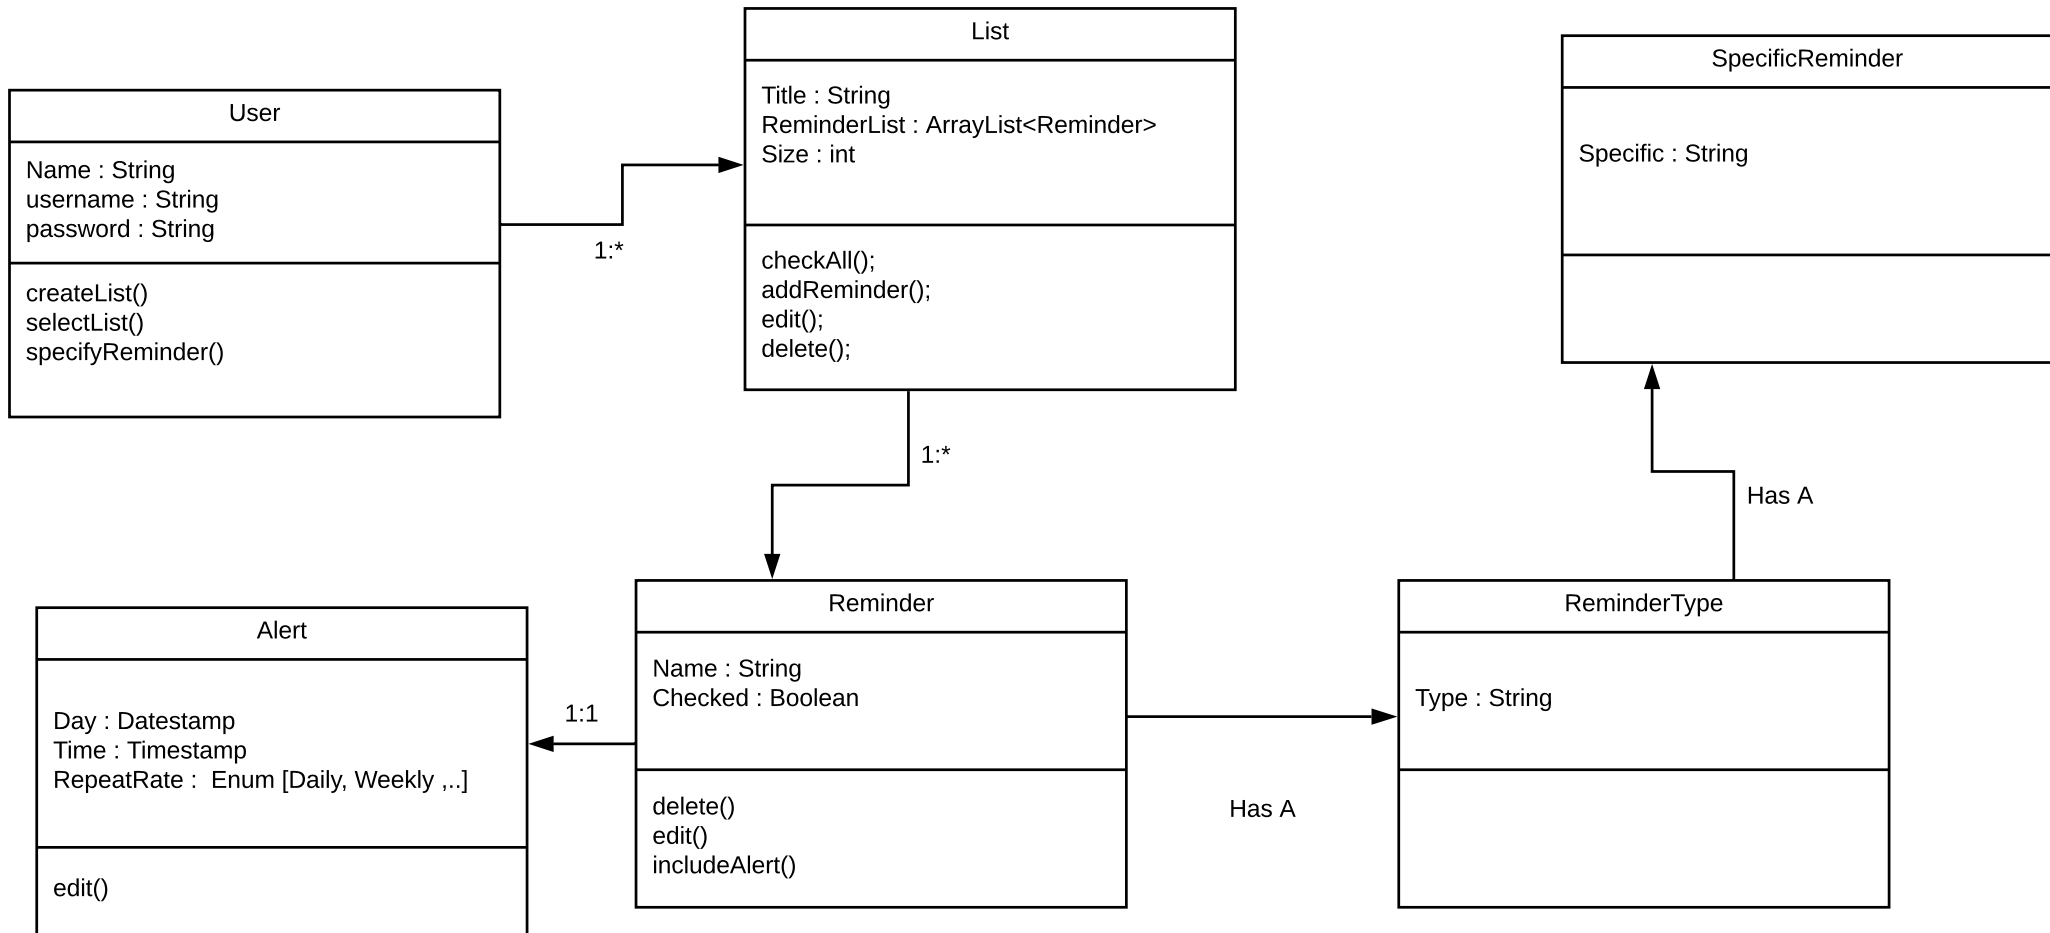 User
Name : String
username : String
password : String
createList()
selectList()
specifyReminder()
1:*
List
Title : String
ReminderList : ArrayList<Reminder>
Size : int
checkAll();
addReminder();
edit();
delete();
1:*
SpecificReminder
Specific : String
Has A
Alert
Day : Datestamp
Time : Timestamp
RepeatRate :  Enum [Daily, Weekly ,..]
edit()
1:1
Reminder
Name : String
Checked : Boolean
delete()
edit()
includeAlert()
Has A
ReminderType
Type : String